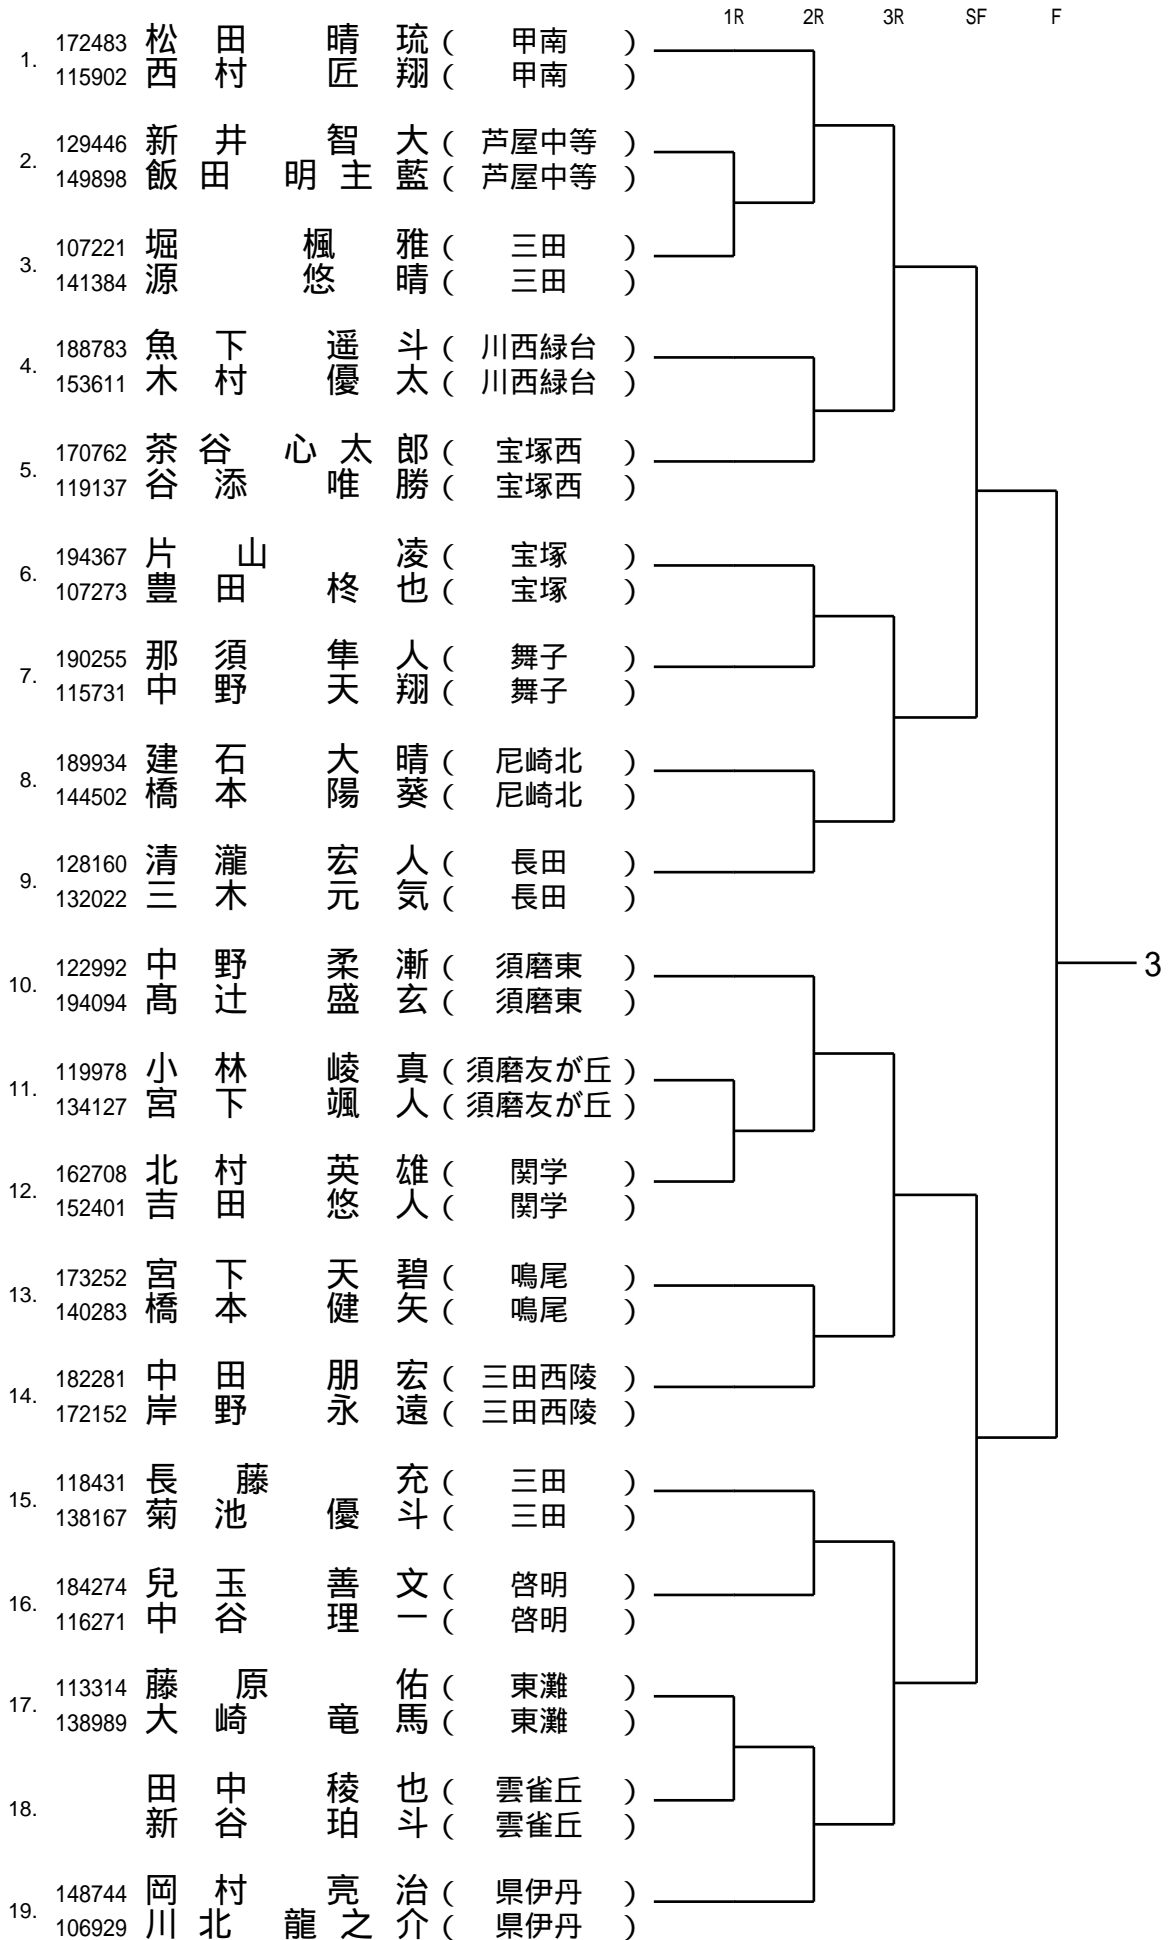 1R 2R 3R SF F
1.
172483 松田 晴琉 ( 甲南 )
115902 西村 匠翔 ( 甲南 )
2.
129446 新井 智大 ( 芦屋中等 )
149898 飯田 明主藍 ( 芦屋中等 )
3.
107221 堀 楓雅 ( 三田 )
141384 源 悠晴 ( 三田 )
4.
188783 魚下 遥斗 ( 川西緑台 )
153611 木村 優太 ( 川西緑台 )
5.
170762 茶谷 心太郎 ( 宝塚西 )
119137 谷添 唯勝 ( 宝塚西 )
6.
194367 片山 凌 ( 宝塚 )
107273 豊田 柊也 ( 宝塚 )
7.
190255 那須 隼人 ( 舞子 )
115731 中野 天翔 ( 舞子 )
8.
189934 建石 大晴 ( 尼崎北 )
144502 橋本 陽葵 ( 尼崎北 )
9.
128160 清瀧 宏人 ( 長田 )
132022 三木 元気 ( 長田 )
3
10.
122992 中野 柔漸 ( 須磨東 )
194094 髙辻 盛玄 ( 須磨東 )
11.
119978 小林 崚真 ( 須磨友が丘 )
134127 宮下 颯人 ( 須磨友が丘 )
12.
162708 北村 英雄 ( 関学 )
152401 吉田 悠人 ( 関学 )
13.
173252 宮下 天碧 ( 鳴尾 )
140283 橋本 健矢 ( 鳴尾 )
14.
182281 中田 朋宏 ( 三田西陵 )
172152 岸野 永遠 ( 三田西陵 )
15.
118431 長藤 充 ( 三田 )
138167 菊池 優斗 ( 三田 )
16.
184274 兒玉 善文 ( 啓明 )
116271 中谷 理一 ( 啓明 )
17.
113314 藤原 佑 ( 東灘 )
138989 大崎 竜馬 ( 東灘 )
18.
田中 稜也 ( 雲雀丘 )
新谷 珀斗 ( 雲雀丘 )
19.
148744 岡村 亮治 ( 県伊丹 )
106929 川北 龍之介 ( 県伊丹 )